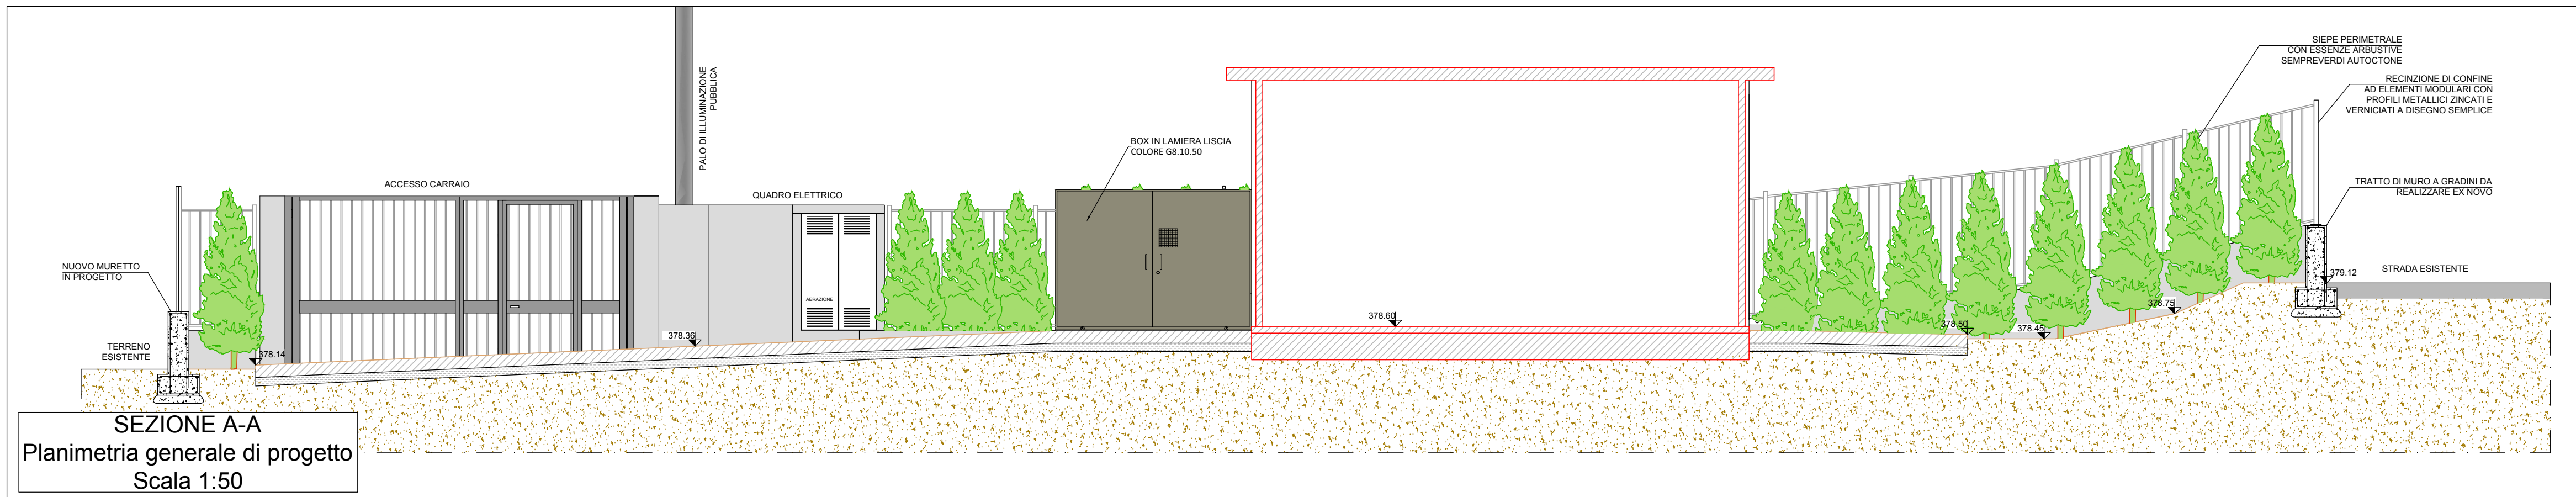 SIEPE PERIMETRALE
CON ESSENZE ARBUSTIVE
SEMPREVERDI AUTOCTONE
RECINZIONE DI CONFINE
AD ELEMENTI MODULARI CON
PROFILI METALLICI ZINCATI E
VERNICIATI A DISEGNO SEMPLICE
PALO DI ILLUMINAZIONE
PUBBLICA
BOX IN LAMIERA LISCIA
COLORE G8.10.50
ACCESSO CARRAIO
QUADRO ELETTRICO
TRATTO DI MURO A GRADINI DA
REALIZZARE EX NOVO
NUOVO MURETTO
IN PROGETTO
379.12
STRADA ESISTENTE
AERAZIONE
378.75
378.60
378.50
378.45
378.36
TERRENO
ESISTENTE
378.14
SEZIONE A-A
Planimetria generale di progetto
Scala 1:50